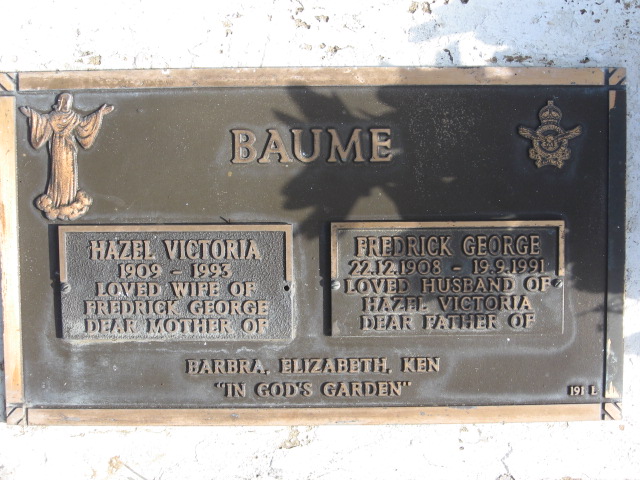 BAUME
HAZEL VICTORIA
1909 - 1993
LOVED WIFE OF
FREDRICK GEORGE
DEAR MOTHER OF
FREDRICK GEORGE
22.12.1908 - 19.9.1991
LOVED HUSBAND OF
HAZEL VICTORIA
DEAR FATHER OF
BARBRA, ELIZABETH, KEN
"IN GOD'S GARDEN"
191 L